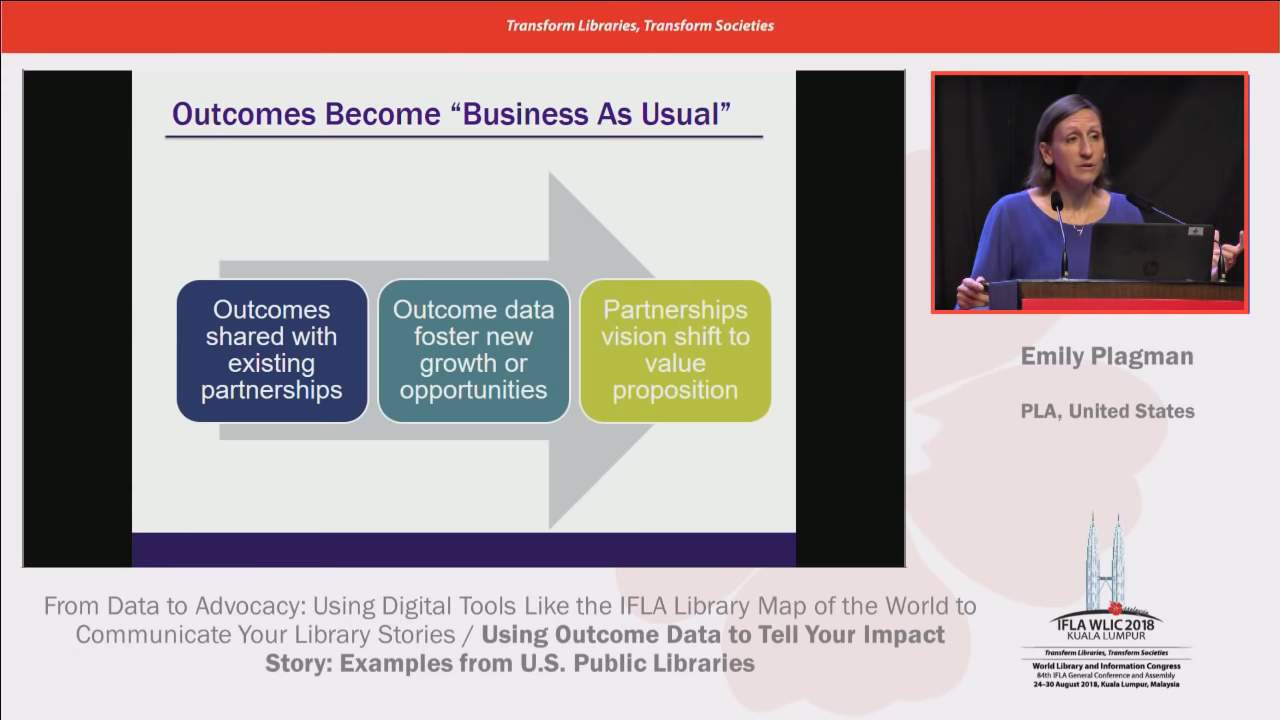 Transform Libraries, Transform Societies
Outcomes Become “Business As Usual”
Outcomes
shared with
existing
partnerships
Outcome data
foster new
growth or
opportunities
Partnerships
vision shift to
value
proposition
Emily Plagman
PLA, United States
From Data to Advocacy: Using Digital Tools Like the IFLA Library Map of the World to
Communicate Your Library Stories / Using Outcome Data to Tell Your Impact
Story: Examples from U.S. Public Libraries
Malaysia
IFLA WLIC 2018
KUALA LUMPUR
Transform Libraries, Transform Societies
World Library and Information Congress
84th IFLA General Conference and Assembly
24–30 August 2018, Kuala Lumpur, Malaysia